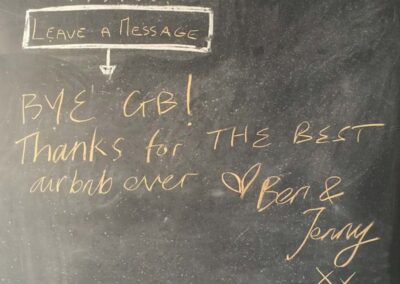 LEAVE A MESSAGE
BYE GB!
Thanks for THE BEST
airbnb ever ♡ Ben &
Jenny
XX